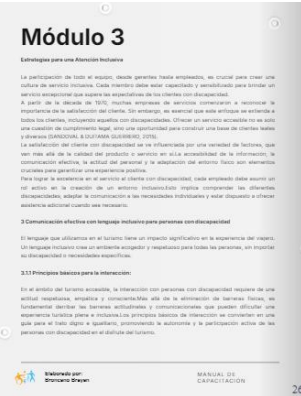 Módulo 3
Estrategias para una Atención Inclusiva
La participación de todo el equipo, desde gerentes hasta empleados, es crucial para crear una
cultura de servicio inclusiva. Cada miembro debe estar capacitado y sensibilizado para brindar un
servicio excepcional que supere las expectativas de los clientes con discapacidad.
A partir de la década de 1970, muchas empresas de servicios comenzaron a reconocer la
importancia de la satisfacción del cliente. Sin embargo, es esencial que este enfoque se extienda a
todos los clientes, incluyendo aquellos con discapacidades. Ofrecer un servicio accesible no es solo
una cuestión de cumplimiento legal, sino una oportunidad para construir una base de clientes leales
y diversos (SANDOVAL & GUERRERO, 2015).
La satisfacción del cliente con discapacidad se ve influenciada por una variedad de factores, que
van más allá de la calidad del producto o servicio en sí.La accesibilidad de la información, la
comunicación efectiva, la actitud del personal y la adaptación del entorno físico son elementos
cruciales para garantizar una experiencia positiva.
Para lograr la excelencia en el servicio al cliente con discapacidad, cada empleado debe asumir un
rol activo en la creación de un entorno inclusivo.Esto implica comprender las diferentes
discapacidades, adaptar la comunicación a las necesidades individuales y estar dispuesto a ofrecer
asistencia adicional cuando sea necesario.
3 Comunicación efectiva con lenguaje inclusivo para personas con discapacidad
El lenguaje que utilizamos en el turismo tiene un impacto significativo en la experiencia del viajero.
Un lenguaje inclusivo crea un ambiente acogedor y respetuoso para todas las personas, sin importar
su discapacidad o necesidades específicas.
3.1.1 Principios básicos para la interacción:
En el ámbito del turismo accesible, la interacción con personas con discapacidad requiere de una
actitud respetuosa, empática y consciente.Más allá de la eliminación de barreras físicas, es
fundamental derribar las barreras actitudinales y comunicacionales que pueden dificultar una
experiencia turística plena e inclusiva.Los principios básicos de interacción se convierten en una
guía para el trato digno e igualitario, promoviendo la autonomía y la participación activa de las
personas con discapacidad en el disfrute del turismo.
Elaborado por:
Eronceno Breyen
MANUAL DE
CAPACITACIÓN
26